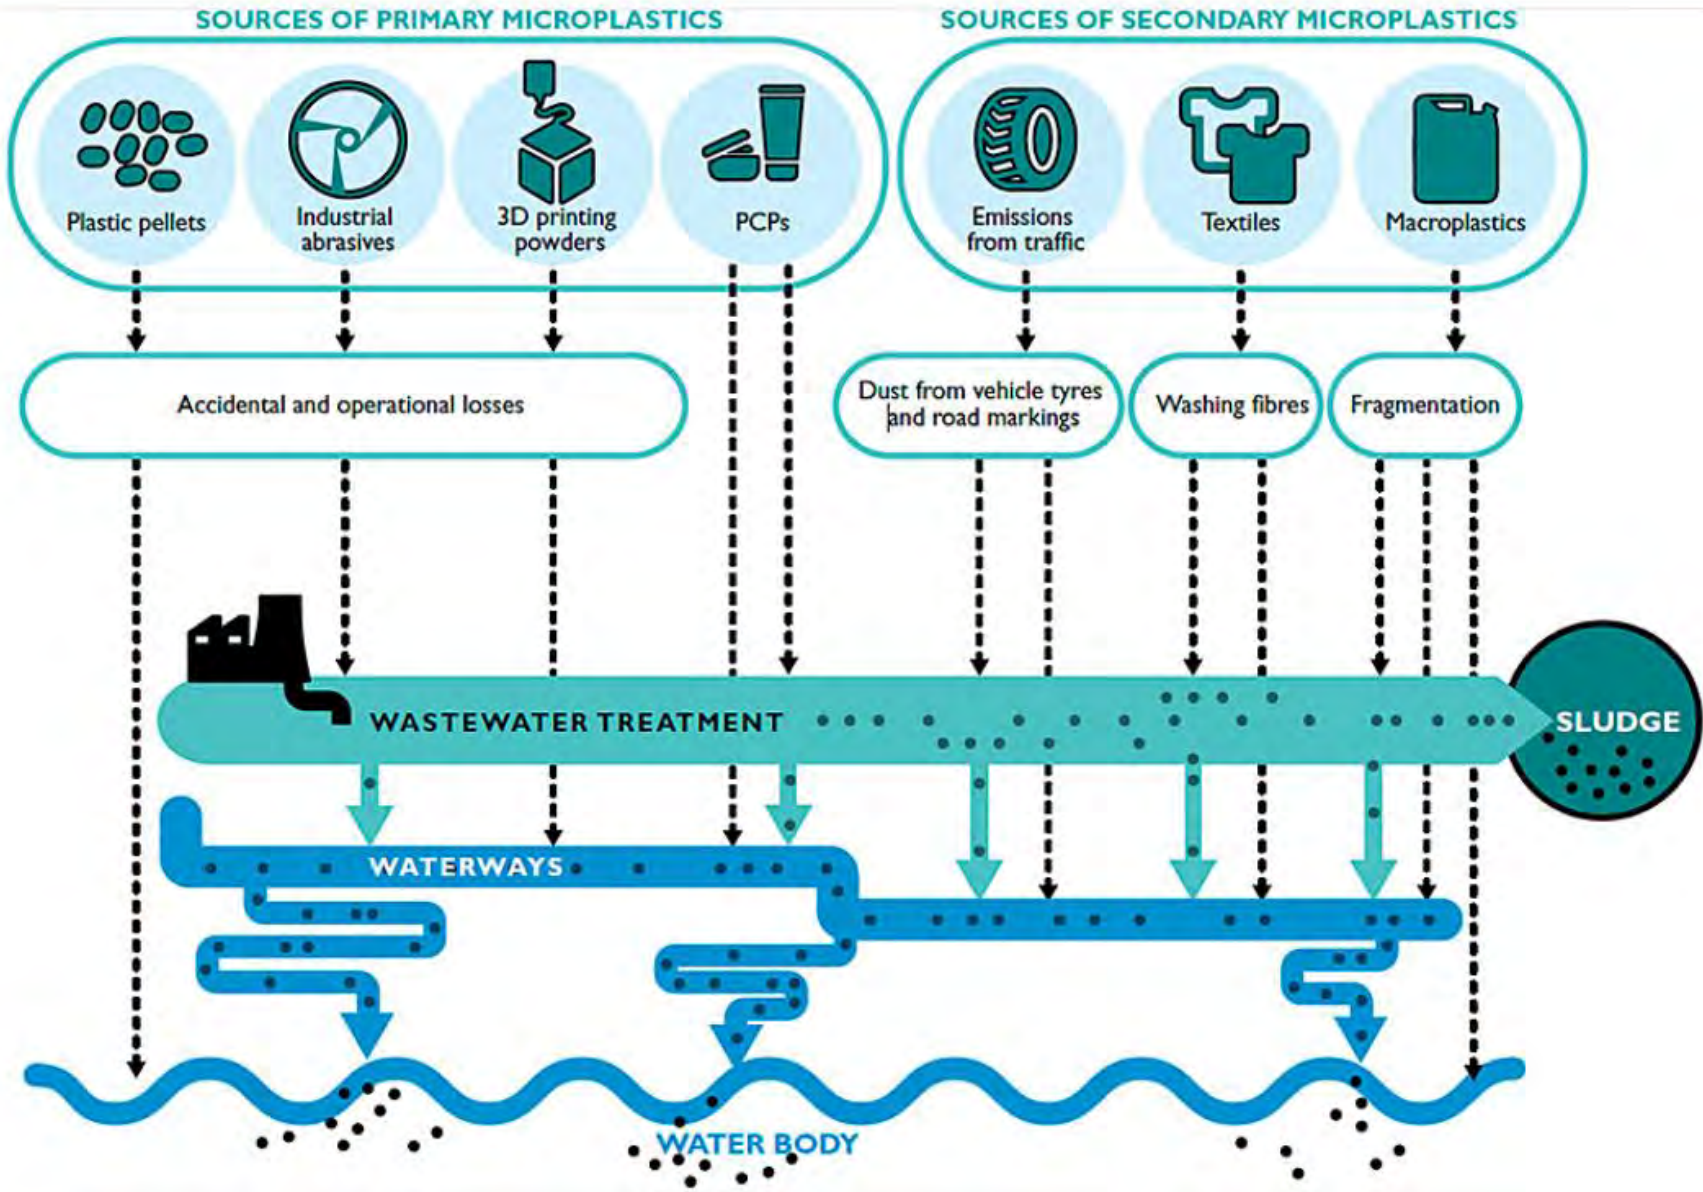 SOURCES OF PRIMARY MICROPLASTICS
SOURCES OF SECONDARY MICROPLASTICS
Plastic pellets
Industrial
abrasives
3D printing
powders
PCPs
Emissions
from traffic
Textiles
Macroplastics
Accidental and operational losses
Dust from vehicle tyres
and road markings
Washing fibres
Fragmentation
WASTEWATER TREATMENT
SLUDGE
WATERWAYS
WATER BODY